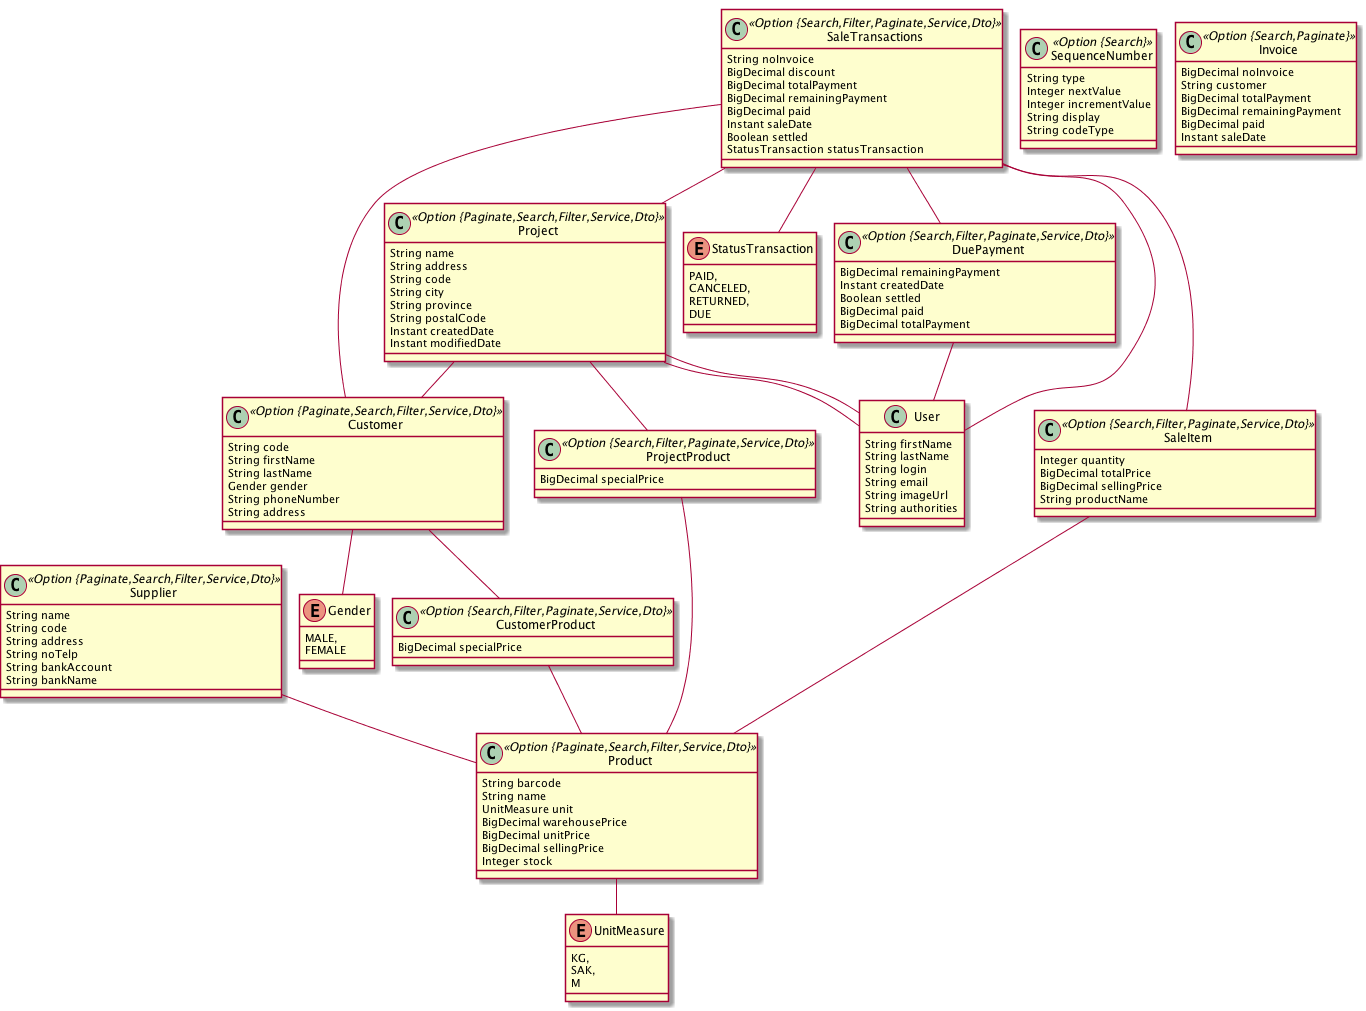 C «Option {Search,Filter,Paginate,Service,Dto}»
SaleTransactions
String noInvoice
BigDecimal discount
BigDecimal totalPayment
BigDecimal remainingPayment
BigDecimal paid
Instant saleDate
Boolean settled
StatusTransaction statusTransaction
C «Option {Search}»
SequenceNumber
String type
Integer nextValue
Integer incrementValue
String display
String codeType
C «Option {Search,Paginate}»
Invoice
BigDecimal noInvoice
String customer
BigDecimal totalPayment
BigDecimal remainingPayment
BigDecimal paid
Instant saleDate
C «Option {Paginate,Search,Filter,Service,Dto}»
Project
String name
String address
String code
String city
String province
String postalCode
Instant createdDate
Instant modifiedDate
E StatusTransaction
PAID,
CANCELED,
RETURNED,
DUE
C «Option {Search,Filter,Paginate,Service,Dto}»
DuePayment
BigDecimal remainingPayment
Instant createdDate
Boolean settled
BigDecimal paid
BigDecimal totalPayment
C «Option {Paginate,Search,Filter,Service,Dto}»
Customer
String code
String firstName
String lastName
Gender gender
String phoneNumber
String address
C «Option {Search,Filter,Paginate,Service,Dto}»
ProjectProduct
BigDecimal specialPrice
C User
String firstName
String lastName
String login
String email
String imageUrl
String authorities
C «Option {Search,Filter,Paginate,Service,Dto}»
SaleItem
Integer quantity
BigDecimal totalPrice
BigDecimal sellingPrice
String productName
C «Option {Paginate,Search,Filter,Service,Dto}»
Supplier
String name
String code
String address
String noTelp
String bankAccount
String bankName
E Gender
MALE,
FEMALE
C «Option {Search,Filter,Paginate,Service,Dto}»
CustomerProduct
BigDecimal specialPrice
C «Option {Paginate,Search,Filter,Service,Dto}»
Product
String barcode
String name
UnitMeasure unit
BigDecimal warehousePrice
BigDecimal unitPrice
BigDecimal sellingPrice
Integer stock
E UnitMeasure
KG,
SAK,
M